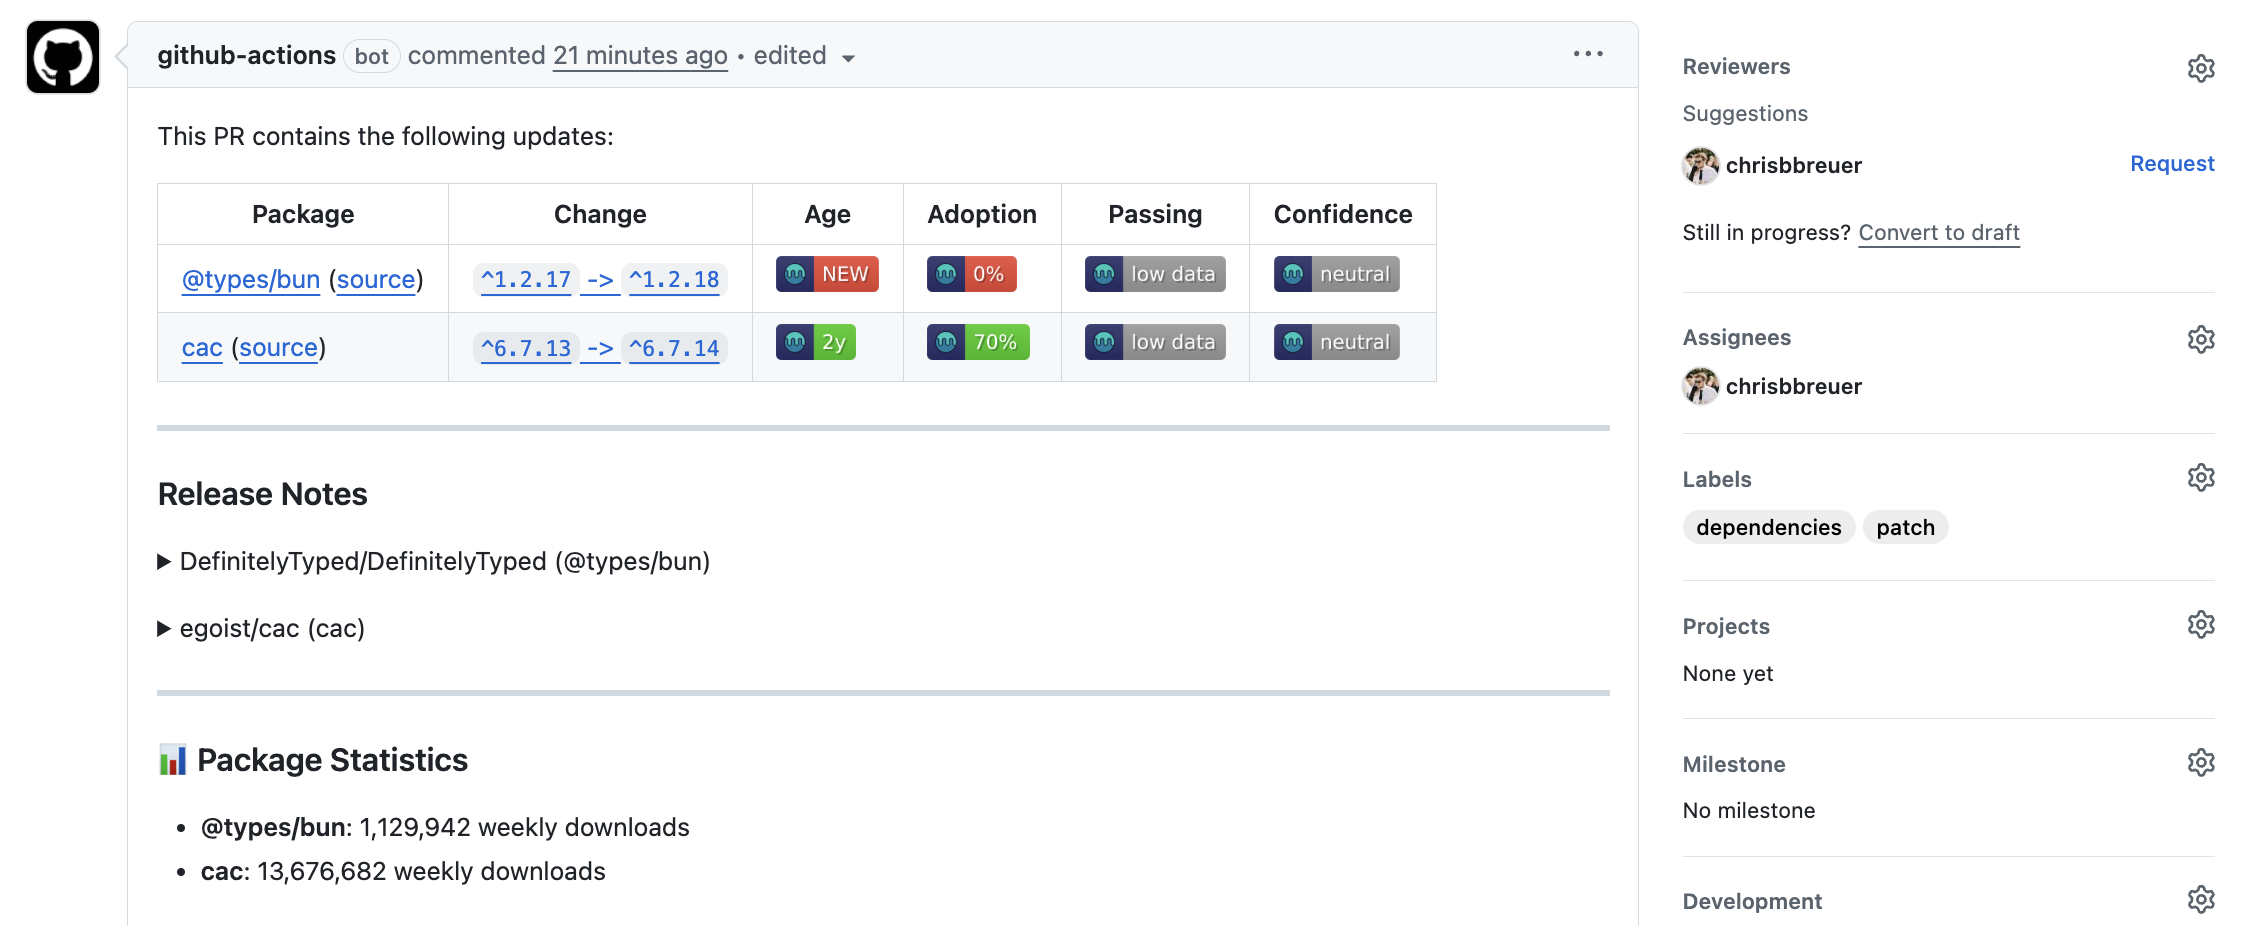 github-actions bot commented 21 minutes ago • edited
This PR contains the following updates:
Package Change Age Adoption Passing Confidence
@types/bun (source) ^1.2.17 -> ^1.2.18 NEW 0% low data neutral
cac (source) ^6.7.13 -> ^6.7.14 2y 70% low data neutral
Release Notes
DefinitelyTyped/DefinitelyTyped (@types/bun)
egoist/cac (cac)
Package Statistics
• @types/bun: 1,129,942 weekly downloads
• cac: 13,676,682 weekly downloads
Reviewers
Suggestions
chrisbbreuer Request
Still in progress? Convert to draft
Assignees
chrisbbreuer
Labels
dependencies patch
Projects
None yet
Milestone
No milestone
Development